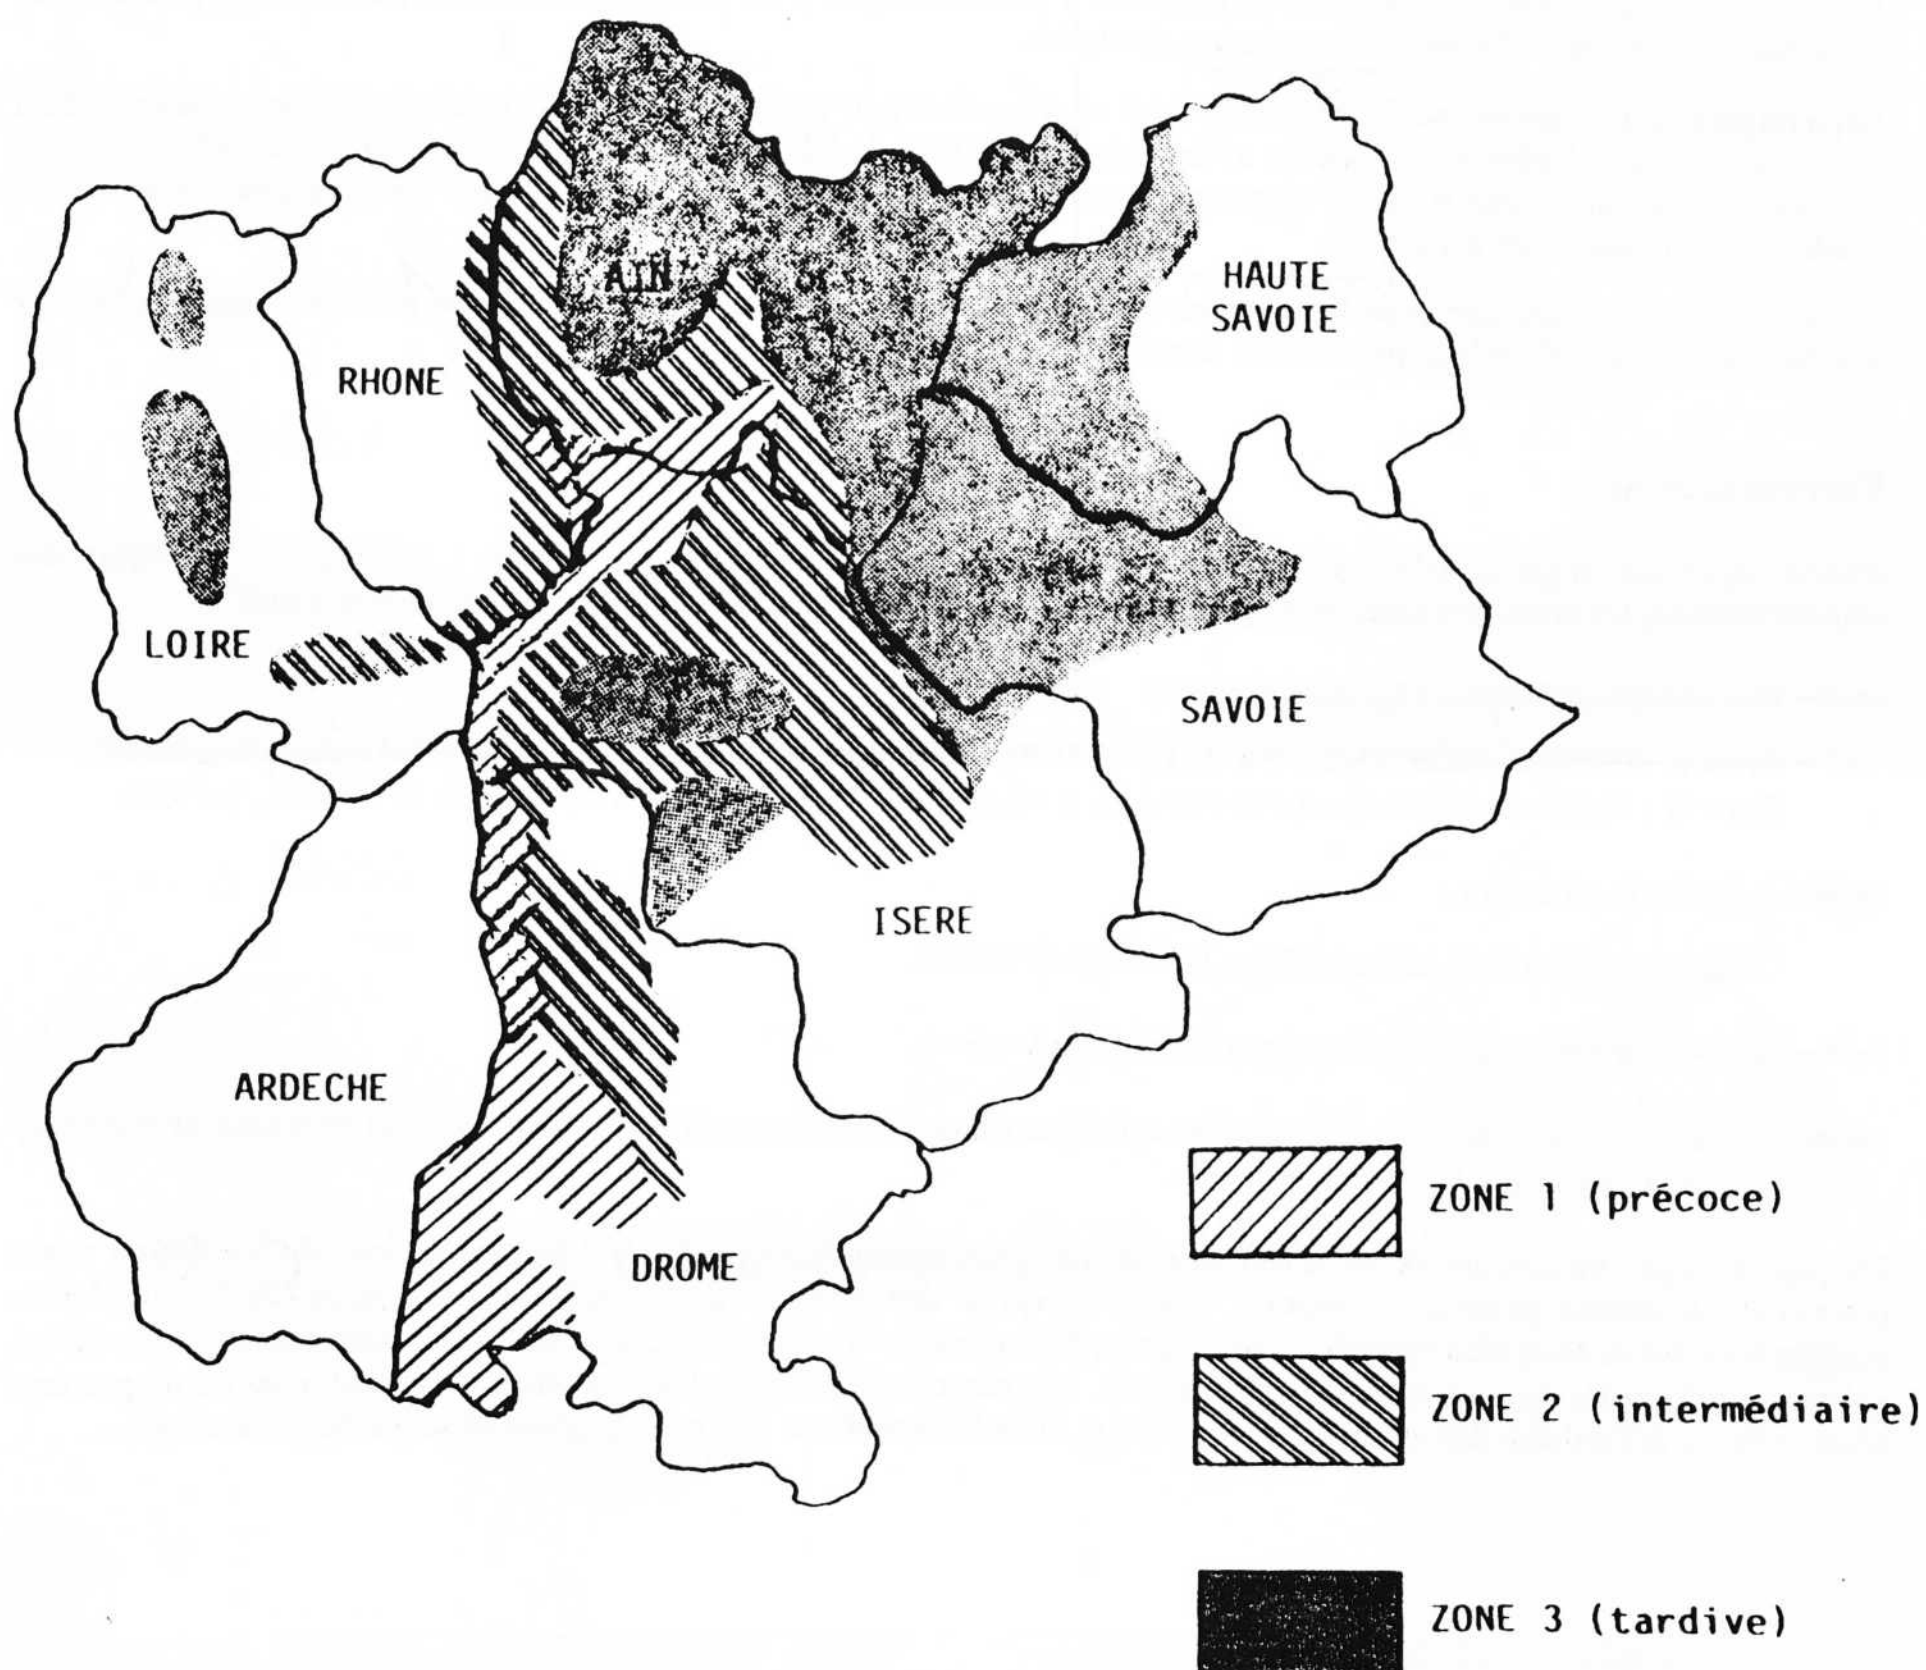 AIN
HAUTE
SAVOIE
RHONE
LOIRE
SAVOIE
ISERE
ARDECHE
DROME
ZONE 1 (précoce)
ZONE 2 (intermédiaire)
ZONE 3 (tardive)